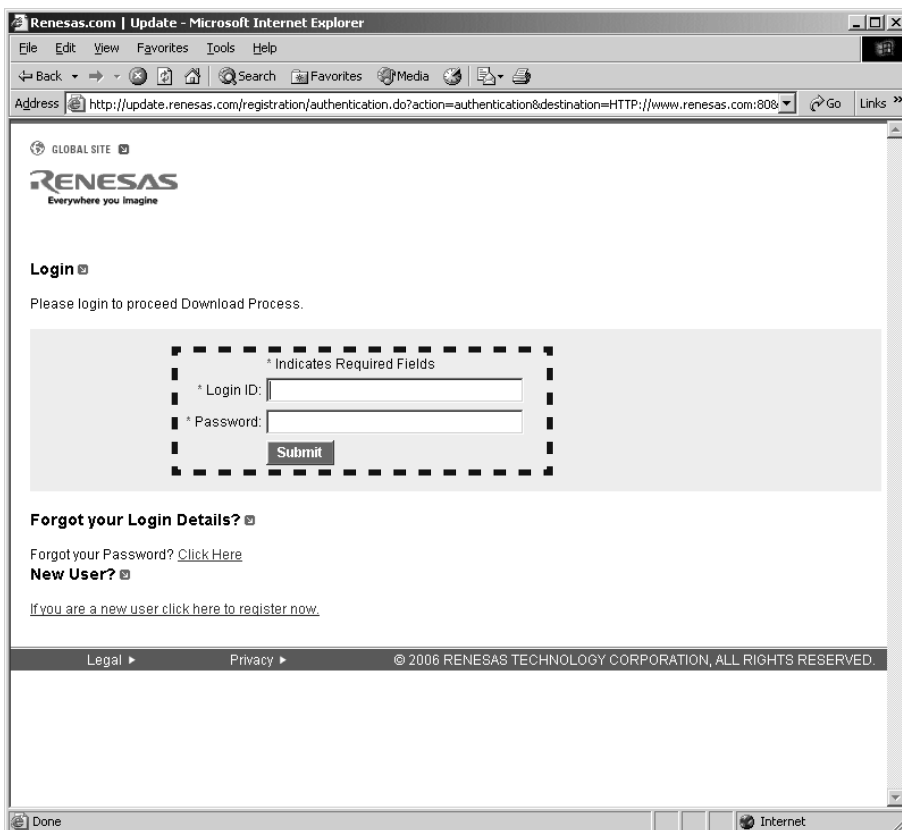 Renesas.com | Update - Microsoft Internet Explorer
File Edit View Favorites Tools Help
Back Search Favorites Media
Address http://update.renesas.com/registration/authentication.do?action=authentication&destination=HTTP://www.renesas.com:808 Go Links »
GLOBAL SITE
RENESAS
Everywhere you imagine
Login
Please login to proceed Download Process.
* Indicates Required Fields
* Login ID:
* Password:
Submit
Forgot your Login Details?
Forgot your Password? Click Here
New User?
If you are a new user click here to register now.
Legal Privacy © 2006 RENESAS TECHNOLOGY CORPORATION, ALL RIGHTS RESERVED.
Done Internet